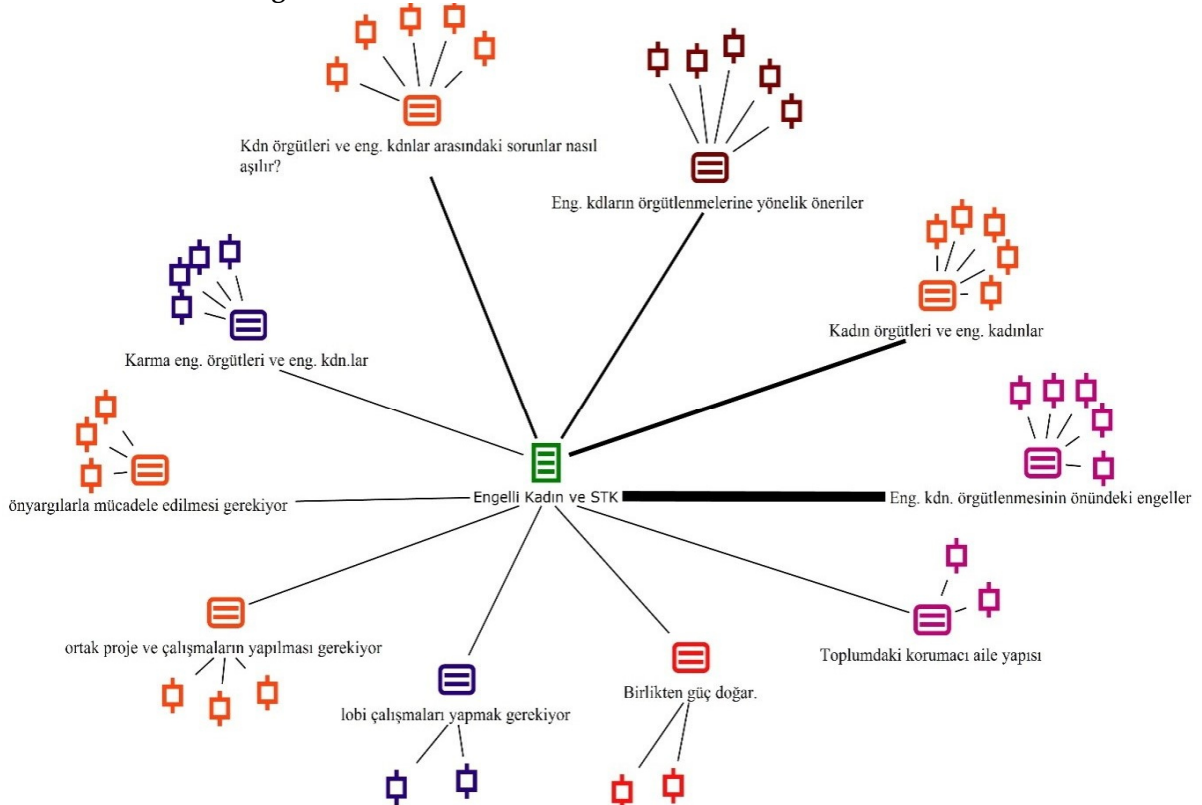 Kdn örgütleri ve eng. kdnlar arasındaki sorunlar nasıl
aşılır?
Eng. kdların örgütlenmelerine yönelik öneriler
Kadın örgütleri ve eng. kadınlar
Karma eng. örgütleri ve eng. kdn.lar
önyargılarla mücadele edilmesi gerekiyor
Engelli Kadın ve STK
Eng. kdn. örgütlenmesinin önündeki engeller
ortak proje ve çalışmaların yapılması gerekiyor
Toplumdaki korumacı aile yapısı
lobi çalışmaları yapmak gerekiyor
Birlikten güç doğar.